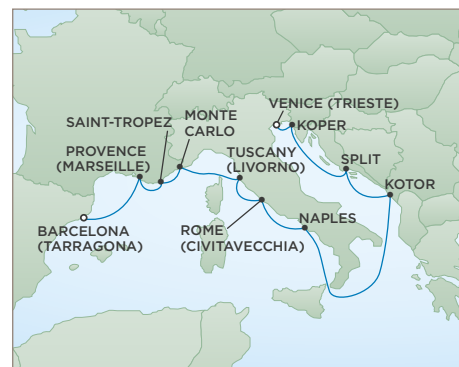 VENICE (TRIESTE)
SAINT-TROPEZ
MONTE
CARLO
KOPER
PROVENCE
(MARSEILLE)
TUSCANY
(LIVORNO)
SPLIT
KOTOR
BARCELONA
(TARRAGONA)
ROME
(CIVITAVECCHIA)
NAPLES